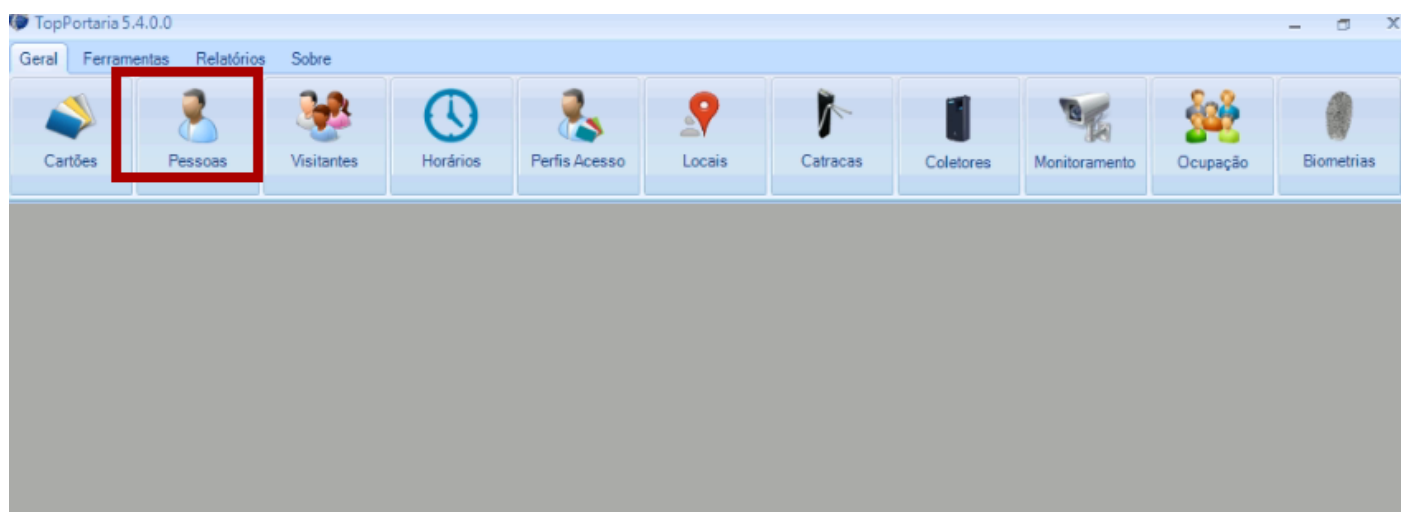 TopPortaria 5.4.0.0
Geral Ferramentas Relatórios Sobre
Cartões Pessoas Visitantes Horários Perfis Acesso Locais Catracas Coletores Monitoramento Ocupação Biometrias